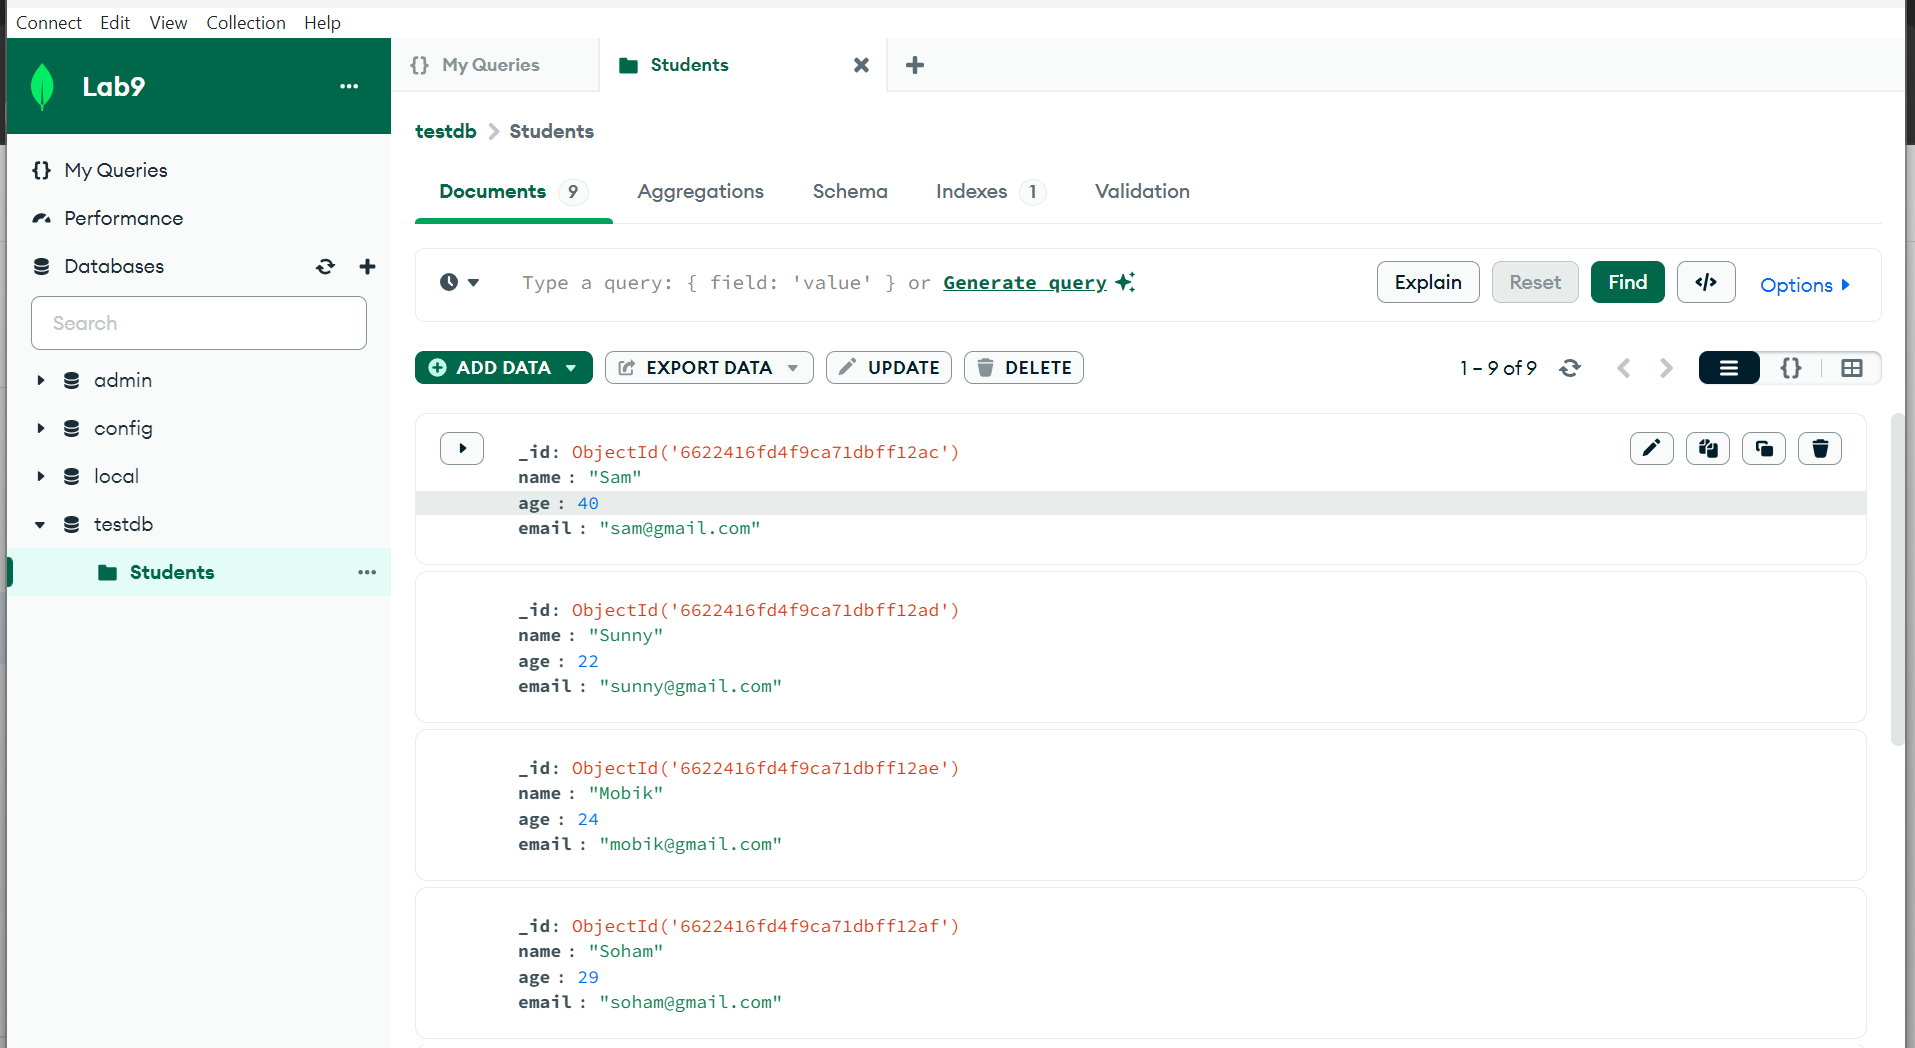 Connect Edit View Collection Help
Lab9
My Queries
Performance
Databases
Search
admin
config
local
testdb
Students
{} My Queries
Students
testdb > Students
Documents 9 Aggregations Schema Indexes 1 Validation
Type a query: { field: 'value' } or Generate query
Explain Reset Find </> Options
ADD DATA EXPORT DATA UPDATE DELETE
1 – 9 of 9
{}
_id: ObjectId('6622416fd4f9ca71dbff12ac')
name : "Sam"
age : 40
email : "sam@gmail.com"
_id: ObjectId('6622416fd4f9ca71dbff12ad')
name : "Sunny"
age : 22
email : "sunny@gmail.com"
_id: ObjectId('6622416fd4f9ca71dbff12ae')
name : "Mobik"
age : 24
email : "mobik@gmail.com"
_id: ObjectId('6622416fd4f9ca71dbff12af')
name : "Soham"
age : 29
email : "soham@gmail.com"